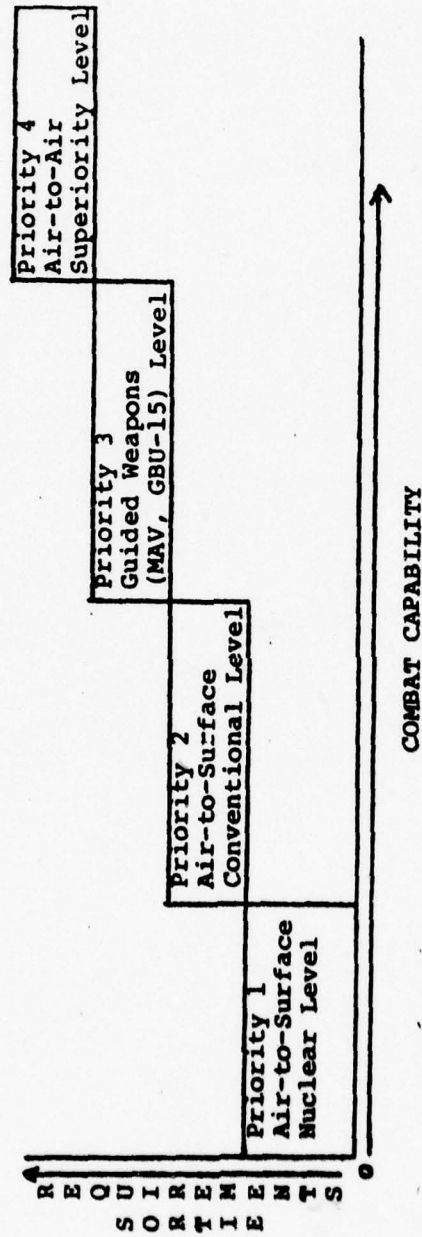 SORTIE
REQUIREMENTS
Priority 4
Air-to-Air
Superiority Level
Priority 3
Guided Weapons
(MAV, GBU-15) Level
Priority 2
Air-to-Surface
Conventional Level
Priority 1
Air-to-Surface
Nuclear Level
0
COMBAT CAPABILITY